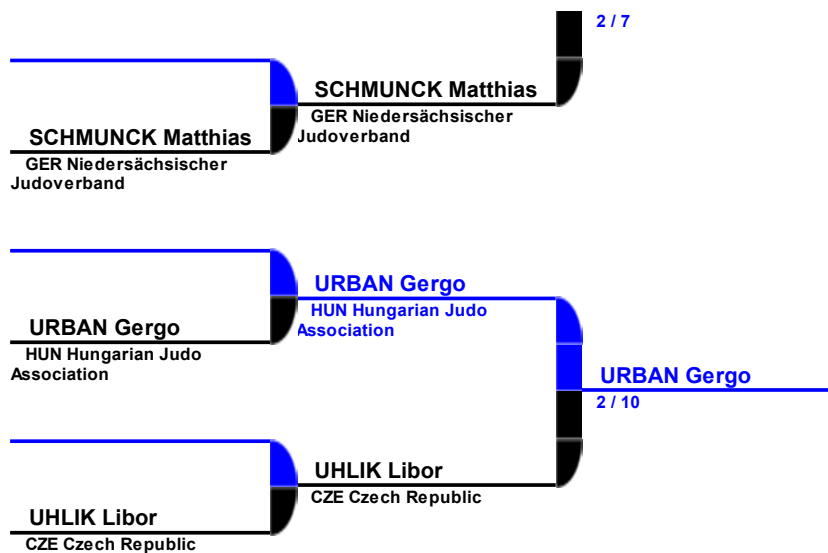 2 / 7
SCHMUNCK Matthias
GER Niedersächsischer
Judoverband
SCHMUNCK Matthias
GER Niedersächsischer
Judoverband
URBAN Gergo
HUN Hungarian Judo
Association
URBAN Gergo
HUN Hungarian Judo
Association
URBAN Gergo
2 / 10
UHLIK Libor
CZE Czech Republic
UHLIK Libor
CZE Czech Republic